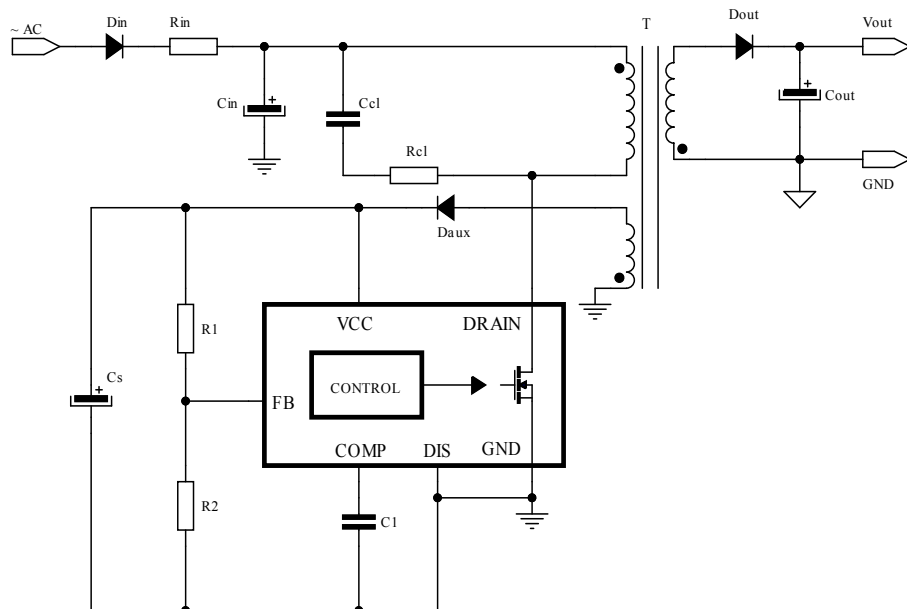 ~ AC
Din
Rin
T
Dout
Vout
Cin
+
Ccl
+
Cout
Rcl
GND
Daux
VCC
DRAIN
R1
Cs
+
CONTROL
FB
COMP
DIS
GND
R2
C1